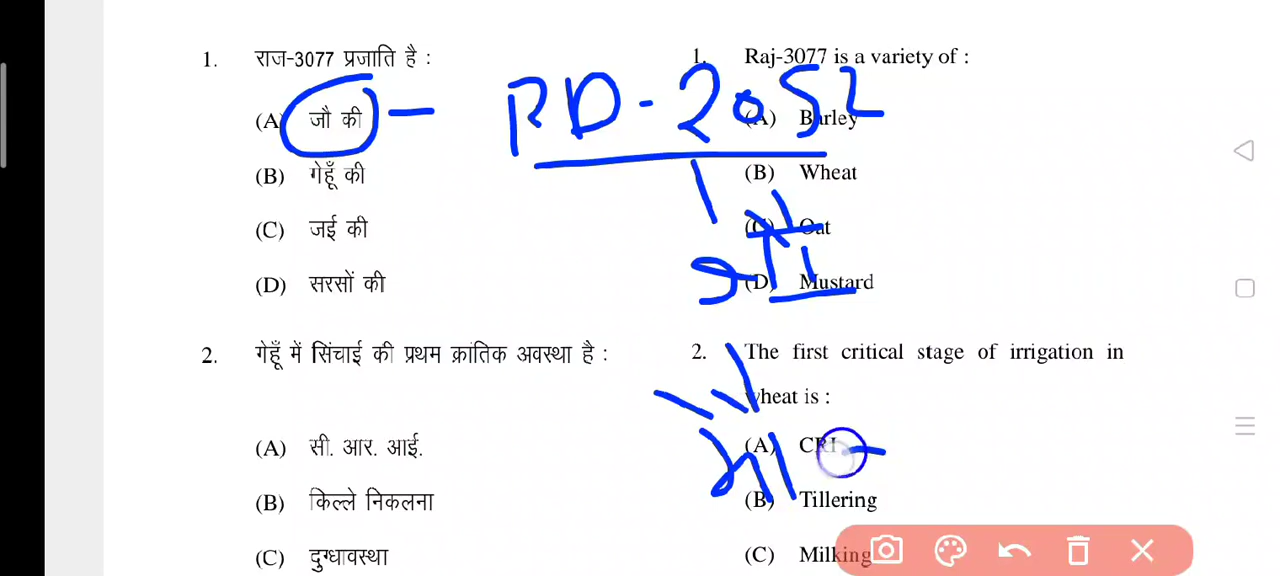 1. राज-3077 प्रजाति है :
(A) जौ की
(B) गेहूँ की
(C) जई की
(D) सरसों की
2. गेहूँ में सिंचाई की प्रथम क्रांतिक अवस्था है :
(A) सी. आर. आई.
(B) किल्ले निकलना
(C) दुग्धावस्था
1. Raj-3077 is a variety of :
(A) Barley
(B) Wheat
(C) Oat
(D) Mustard
2. The first critical stage of irrigation in
wheat is :
(A) CRI
(B) Tillering
(C) Milking
RD-2052